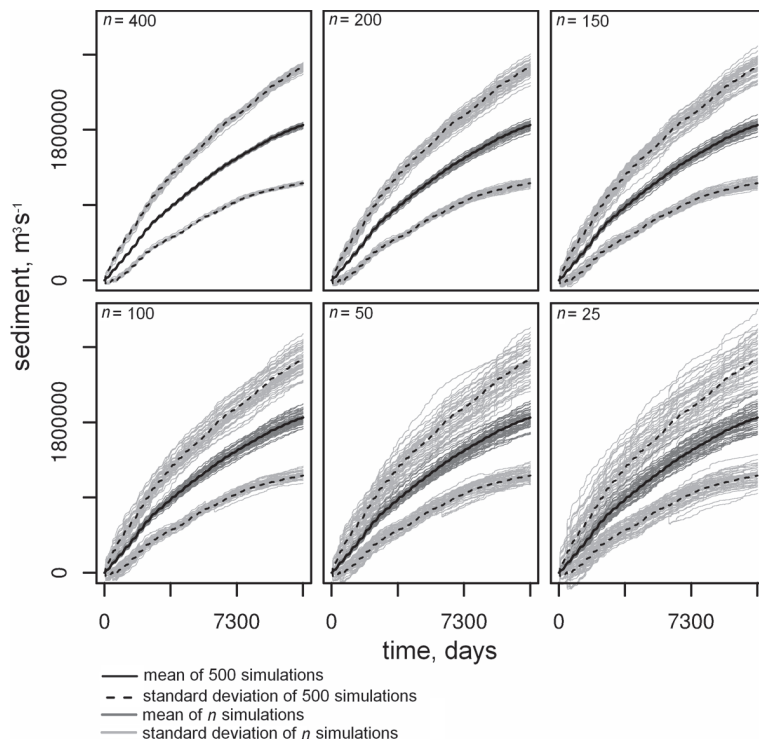 n = 400
n = 200
n = 150
1800000
0
sediment, m³s⁻¹
n = 100
n = 50
n = 25
1800000
0
0
7300
0
7300
0
7300
time, days
mean of 500 simulations
standard deviation of 500 simulations
mean of n simulations
standard deviation of n simulations